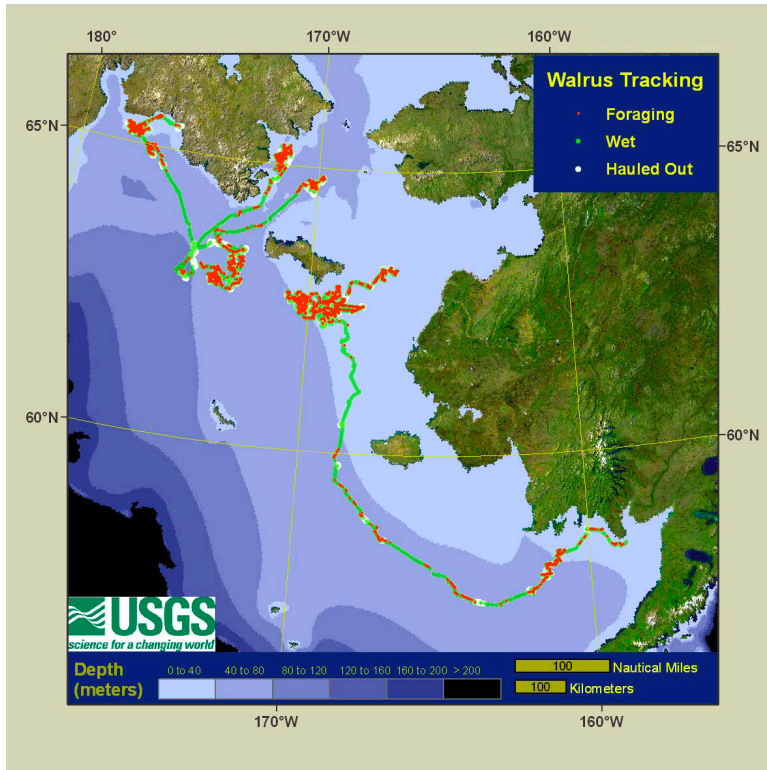 180°
170°W
160°W
Walrus Tracking
Foraging
Wet
Hauled Out
65°N
65°N
60°N
60°N
USGS
science for a changing world
Depth
(meters)
0 to 40 40 to 80 80 to 120 120 to 160 160 to 200 > 200
100 Nautical Miles
100 Kilometers
170°W
160°W